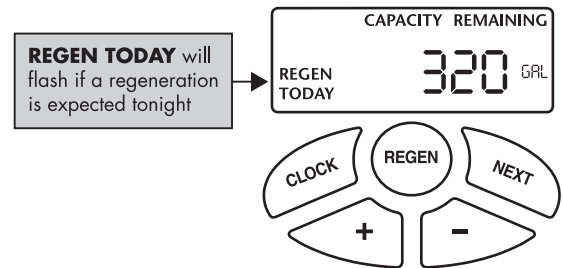 REGEN TODAY will
flash if a regeneration
is expected tonight
CAPACITY REMAINING
REGEN
TODAY
320 GAL
CLOCK
REGEN
NEXT
+
-